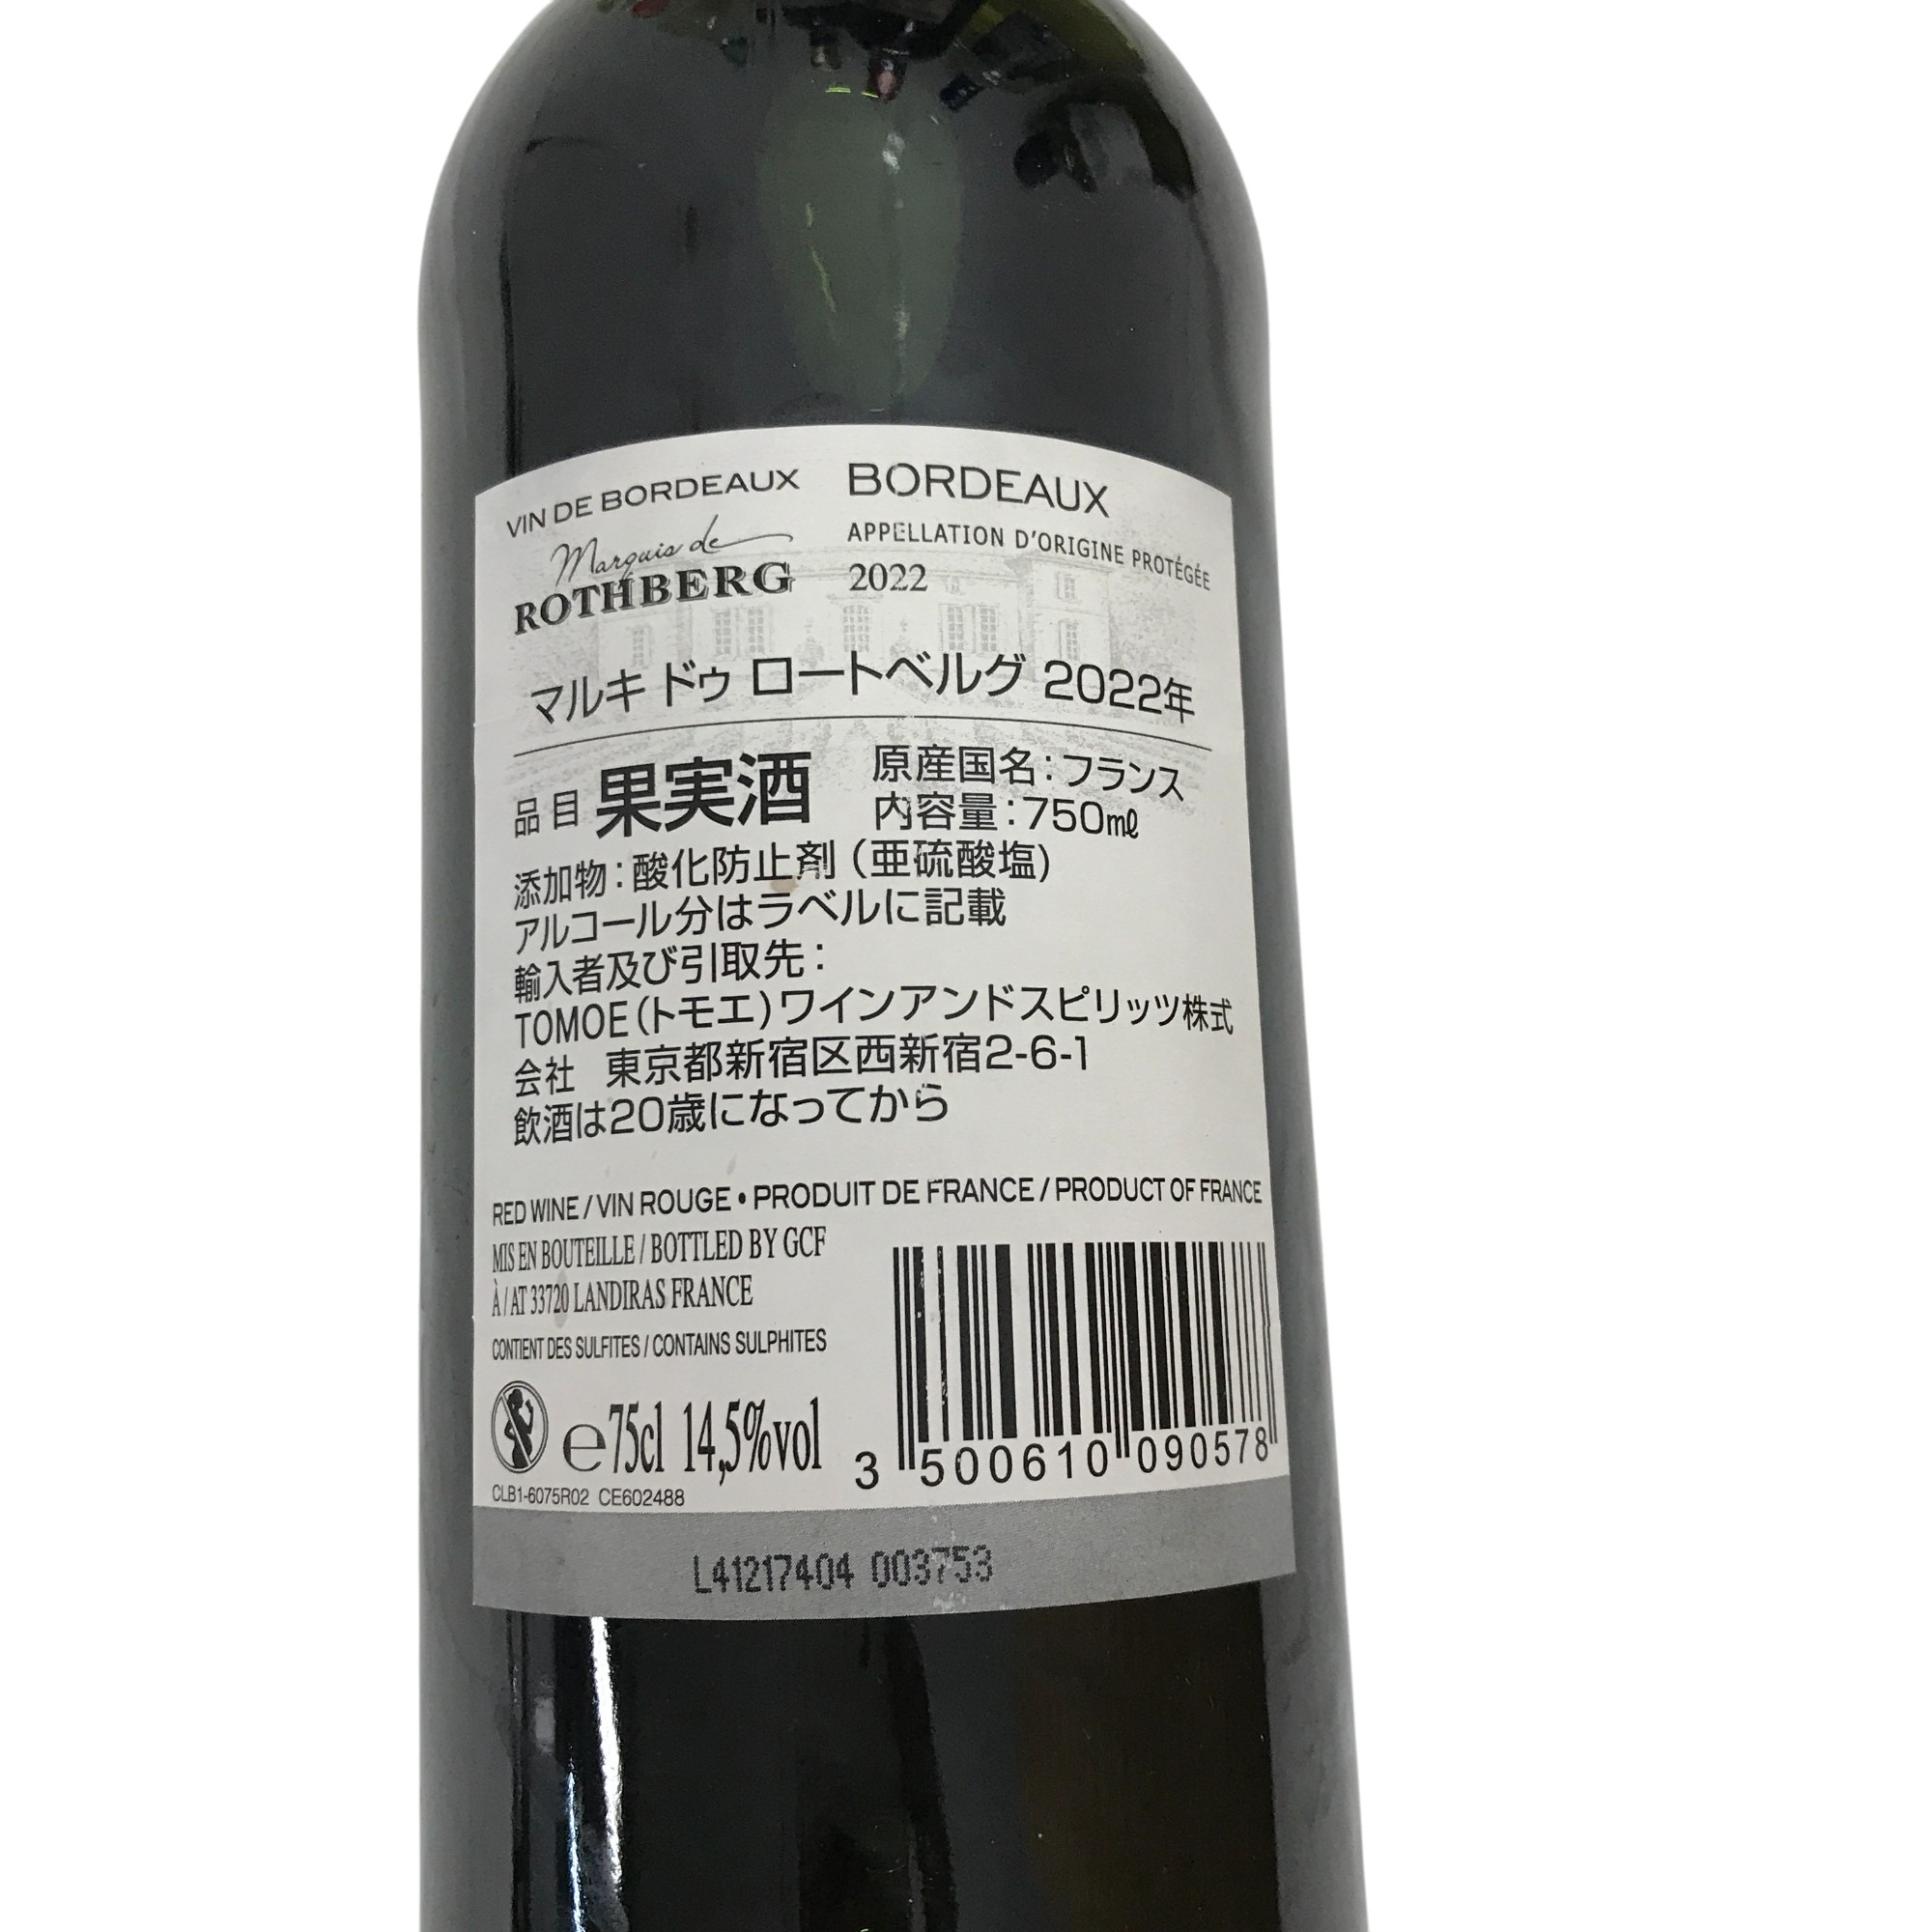 VIN DE BORDEAUX
Marquis de
ROTHBERG
BORDEAUX
APPELLATION D'ORIGINE PROTÉGÉE
2022
マルキ ドゥ ロートベルグ 2022年
品目 果実酒
原産国名：フランス
内容量：750㎖
添加物：酸化防止剤（亜硫酸塩）
アルコール分はラベルに記載
輸入者及び引取先：
TOMOE（トモエ）ワインアンドスピリッツ株式
会社 東京都新宿区西新宿2-6-1
飲酒は20歳になってから
RED WINE / VIN ROUGE • PRODUIT DE FRANCE / PRODUCT OF FRANCE
MIS EN BOUTEILLE / BOTTLED BY GCF
À / AT 33720 LANDIRAS FRANCE
CONTIENT DES SULFITES / CONTAINS SULPHITES
℮75cl 14,5%vol
3 500610 090578
CLB1-6075R02 CE602488
L41217404 003753